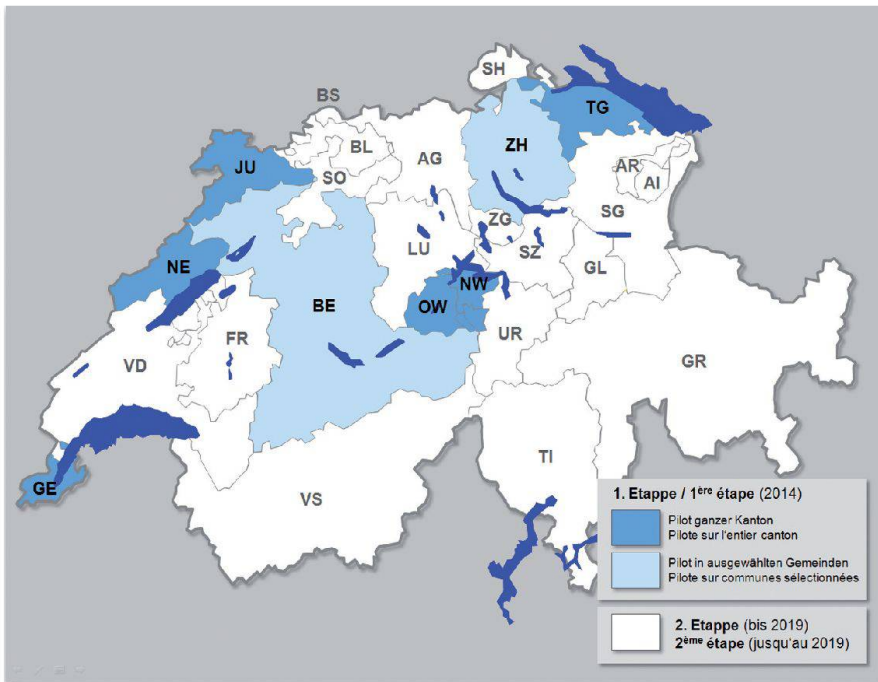 SH
BS
TG
BL
ZH
AG
JU
AR
SO
AI
ZG
SG
LU
SZ
NE
GL
NW
BE
OW
FR
UR
VD
GR
TI
GE
VS
1. Etappe / 1ère étape (2014)
Pilot ganzer Kanton
Pilote sur l'entier canton
Pilot in ausgewählten Gemeinden
Pilote sur communes sélectionnées
2. Etappe (bis 2019)
2ème étape (jusqu'au 2019)